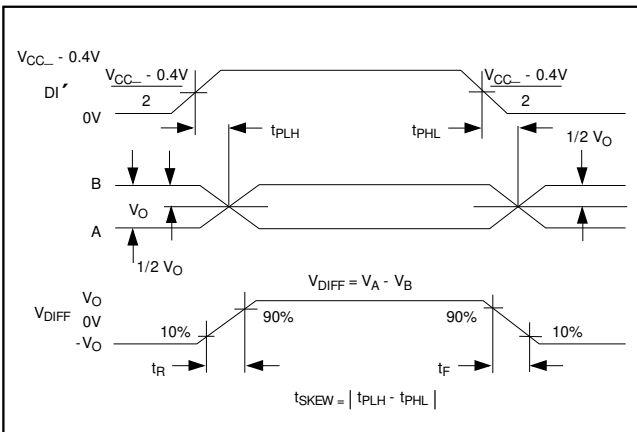 VCC_ - 0.4V
VCC_ - 0.4V
2
VCC_ - 0.4V
2
DI′
0V
tPLH
tPHL
1/2 VO
B
VO
A
1/2 VO
VDIFF = VA - VB
VO
VDIFF
0V
-VO
10%
90%
90%
10%
tR
tF
tSKEW = | tPLH - tPHL |